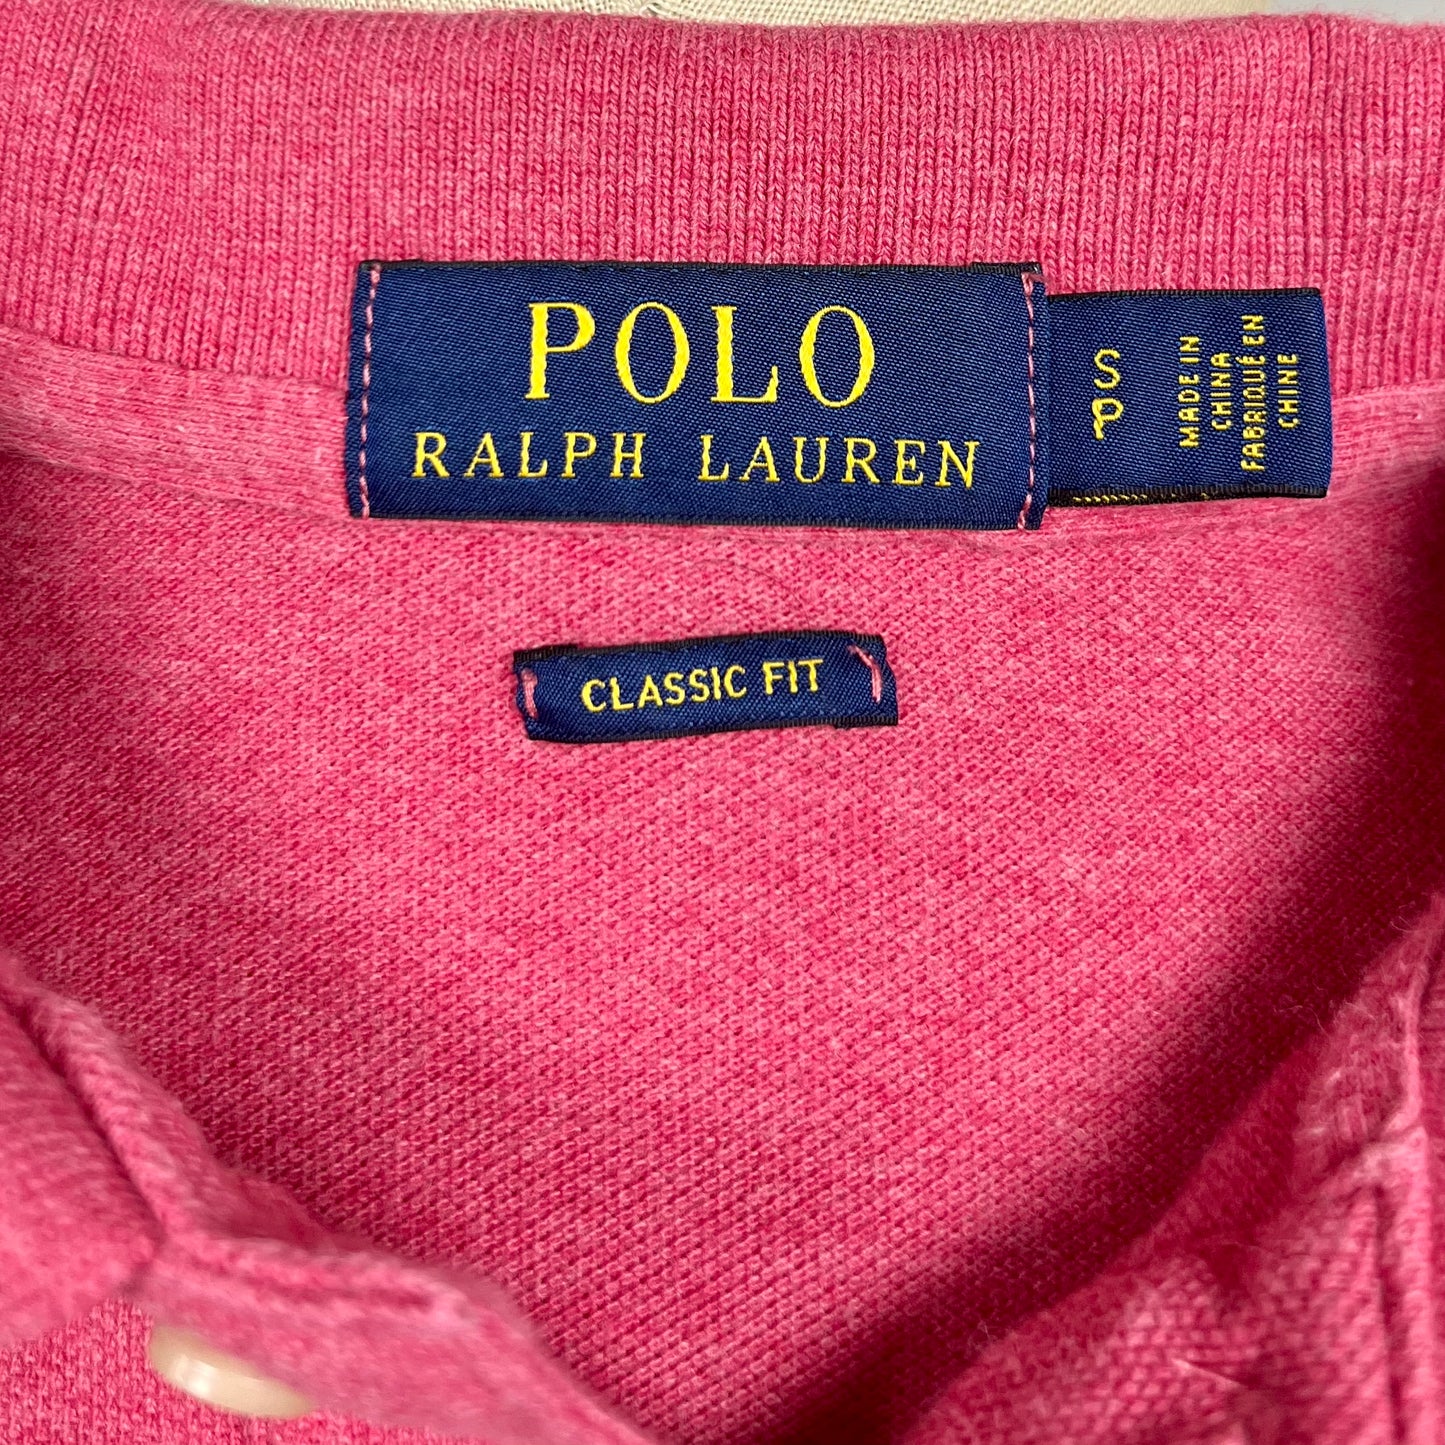 POLO
RALPH LAUREN
S
P
MADE IN
CHINA
FABRIQUÉ EN
CHINE
CLASSIC FIT